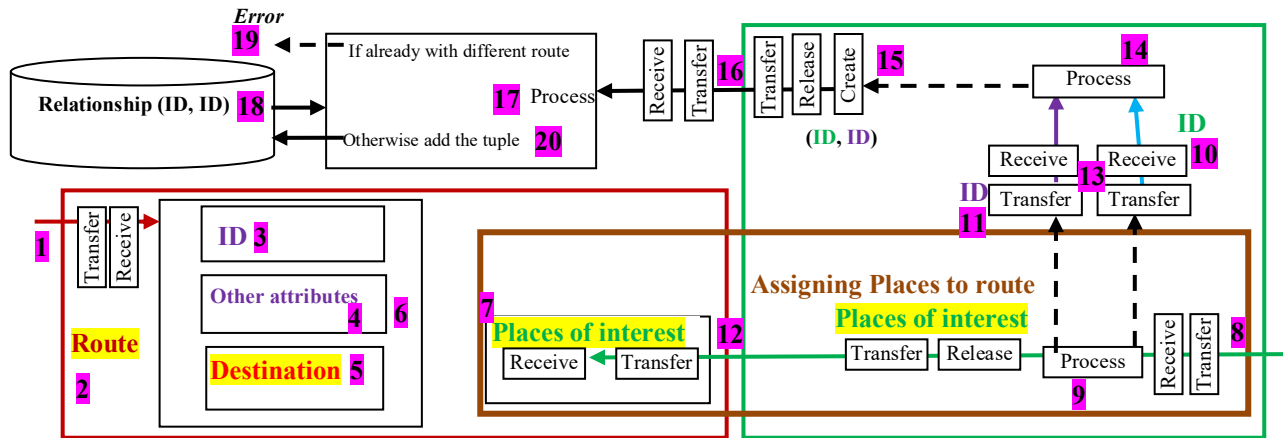 Error
19
If already with different route
Relationship (ID, ID) 18
17 Process
Otherwise add the tuple 20
Receive
Transfer
16
Transfer
Release
Create
15
(ID, ID)
14
Process
ID
10
Receive
Receive
13
ID
11
Transfer
Transfer
1
Transfer
Receive
ID 3
Other attributes
4
6
Route
2
Destination 5
7
Places of interest
Receive
Transfer
12
Assigning Places to route
Places of interest
Transfer
Release
Process
9
Receive
Transfer
8